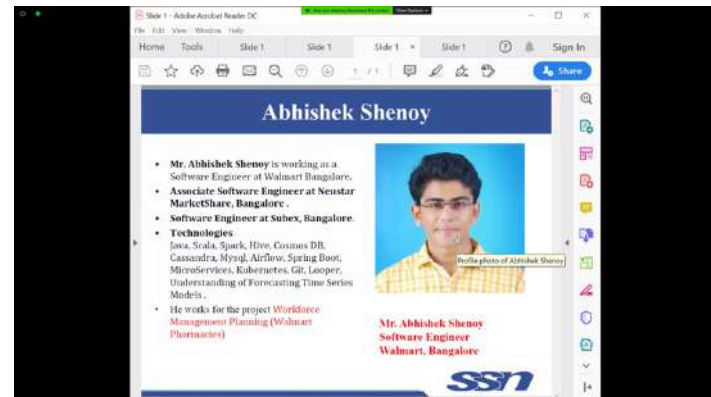 Slide 1 - Adobe Acrobat Reader DC
File Edit View Window Help
Home Tools Slide 1 Slide 1 Slide 1 × Slide 1 Sign In
1 / 1 Share
Abhishek Shenoy
• Mr. Abhishek Shenoy is working as a
Software Engineer at Walmart Bangalore.
• Associate Software Engineer at Neustar
MarketShare, Bangalore .
• Software Engineer at Subex, Bangalore.
• Technologies
Java, Scala, Spark, Hive, Cosmos DB,
Cassandra, Mysql, Airflow, Spring Boot,
MicroServices, Kubernetes, Git, Looper,
Understanding of Forecasting Time Series
Models .
• He works for the project Workforce
Management Planning (Walmart
Pharmacies)
Profile photo of Abhishek Shenoy
Mr. Abhishek Shenoy
Software Engineer
Walmart, Bangalore
ssn